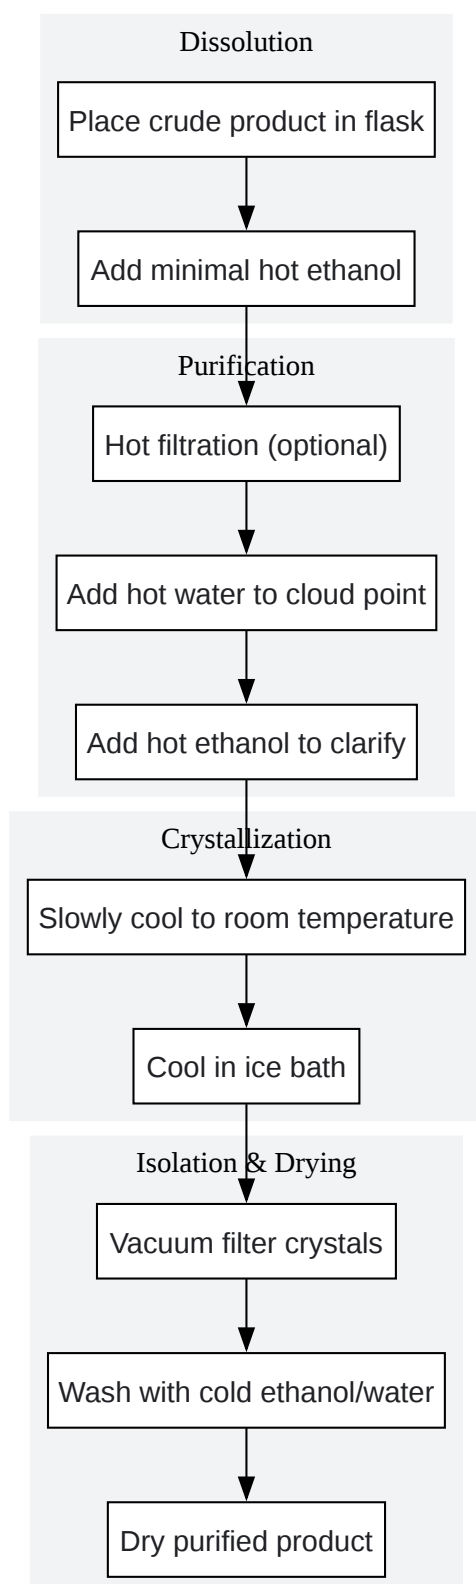 Dissolution
Place crude product in flask
Add minimal hot ethanol
Purification
Hot filtration (optional)
Add hot water to cloud point
Add hot ethanol to clarify
Crystallization
Slowly cool to room temperature
Cool in ice bath
Isolation & Drying
Vacuum filter crystals
Wash with cold ethanol/water
Dry purified product